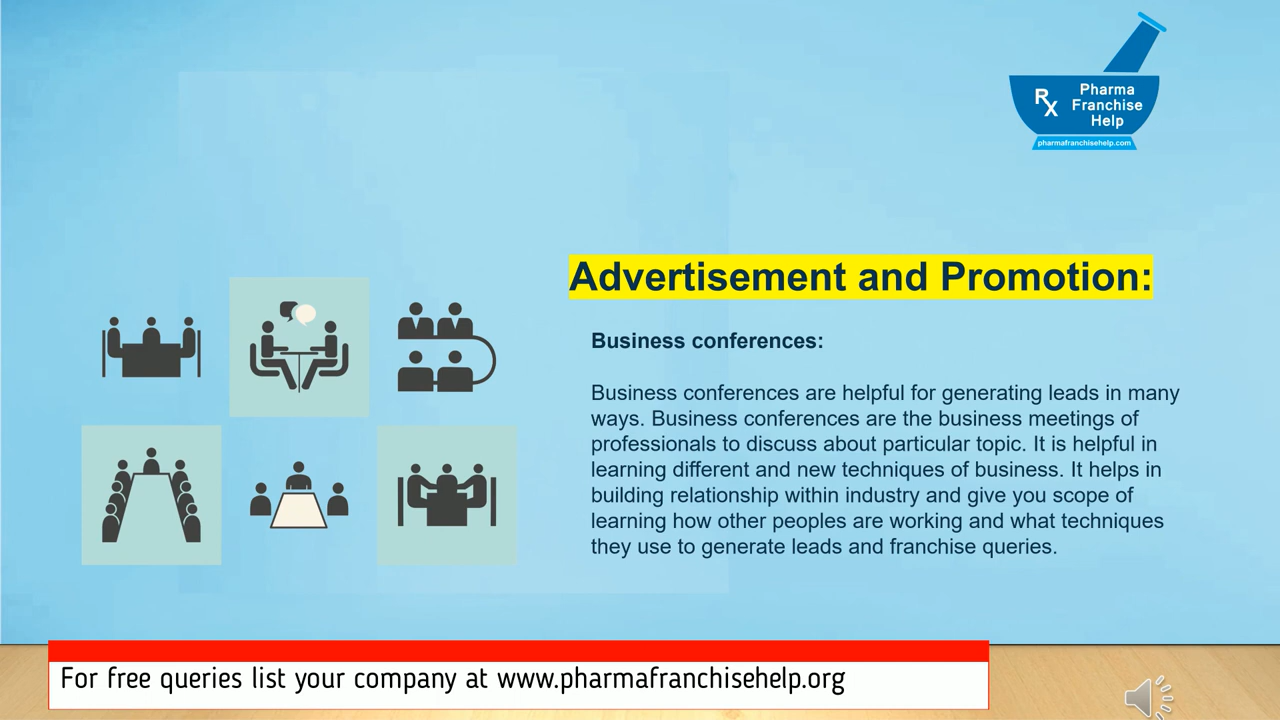 Rx Pharma
Franchise
Help
pharmafranchisehelp.com
Advertisement and Promotion:
Business conferences:
Business conferences are helpful for generating leads in many
ways. Business conferences are the business meetings of
professionals to discuss about particular topic. It is helpful in
learning different and new techniques of business. It helps in
building relationship within industry and give you scope of
learning how other peoples are working and what techniques
they use to generate leads and franchise queries.
For free queries list your company at www.pharmafranchisehelp.org